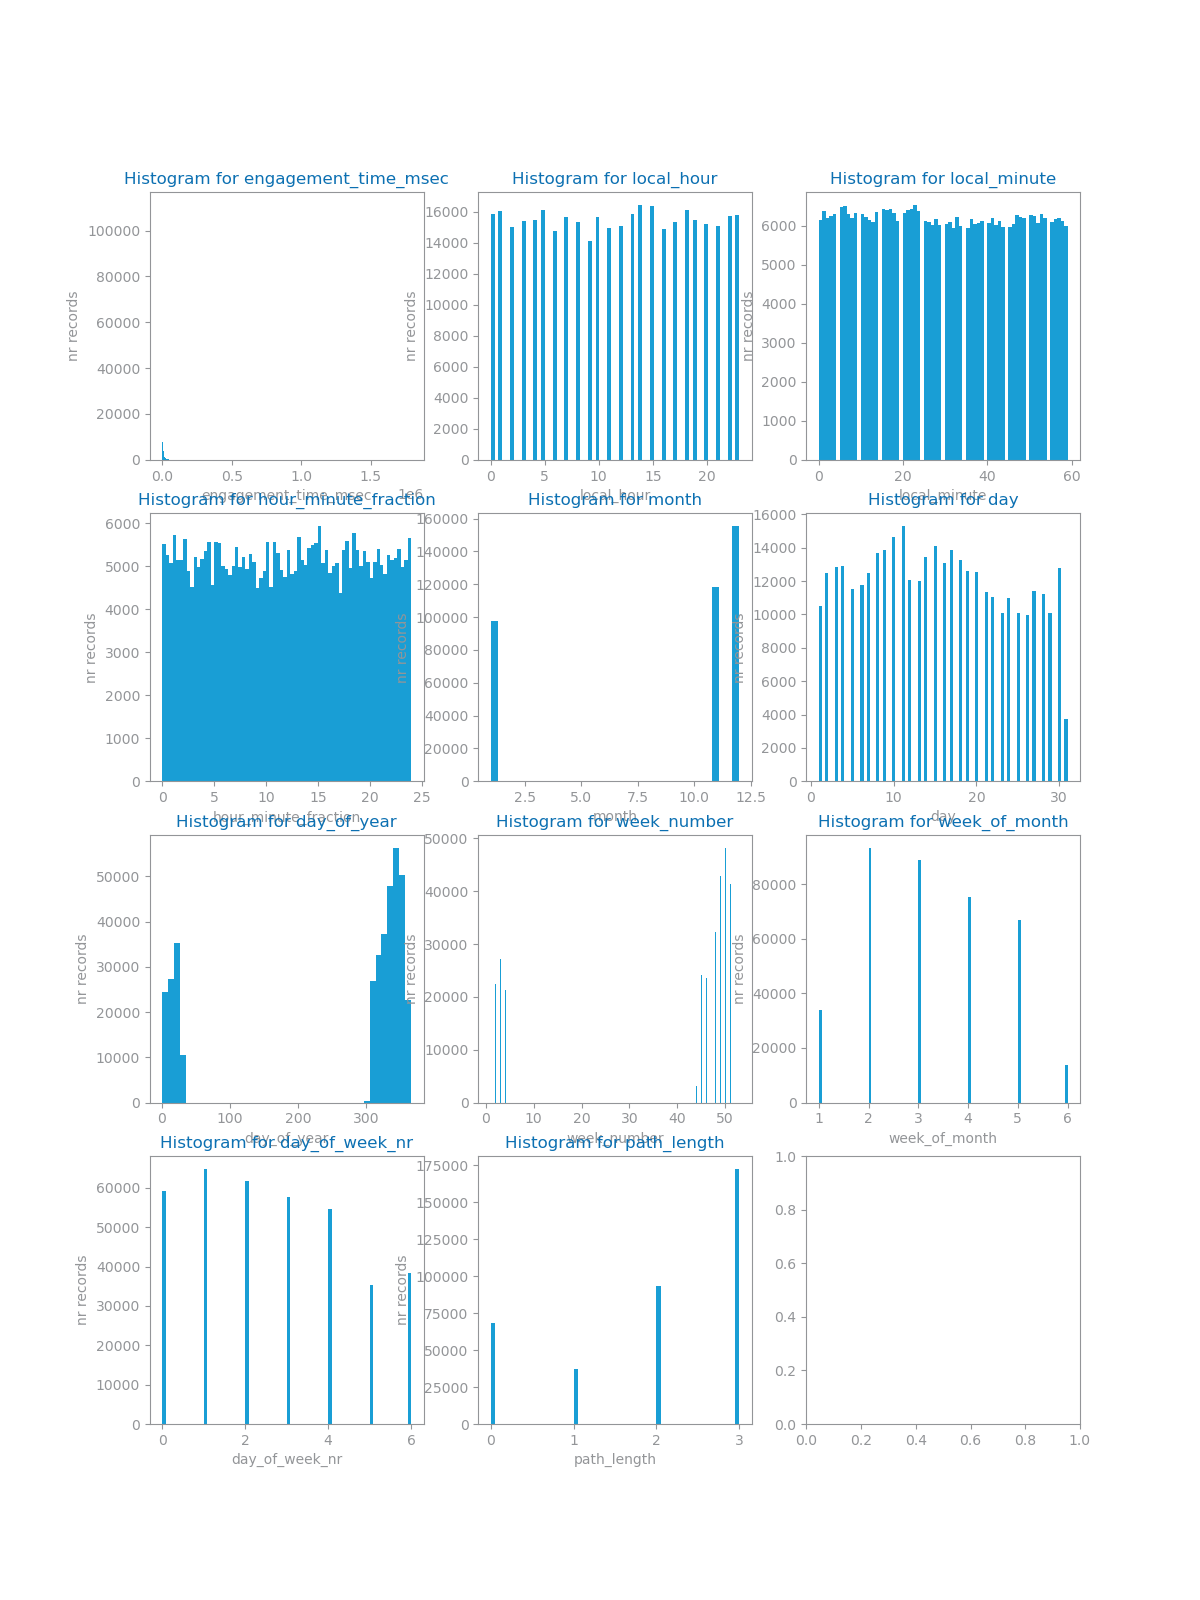 Histogram for engagement_time_msec
nr records
100000
80000
60000
40000
20000
0
0.0 0.5 1.0 1.5
1e6
engagement_time_msec
Histogram for local_hour
nr records
16000
14000
12000
10000
8000
6000
4000
2000
0
0 5 10 15 20
local_hour
Histogram for local_minute
nr records
6000
5000
4000
3000
2000
1000
0
0 20 40 60
local_minute
Histogram for hour_minute_fraction
nr records
6000
5000
4000
3000
2000
1000
0
0 5 10 15 20 25
hour_minute_fraction
Histogram for month
nr records
160000
140000
120000
100000
80000
60000
40000
20000
0
2.5 5.0 7.5 10.0 12.5
month
Histogram for day
nr records
16000
14000
12000
10000
8000
6000
4000
2000
0
0 10 20 30
day
Histogram for day_of_year
nr records
50000
40000
30000
20000
10000
0
0 100 200 300
day_of_year
Histogram for week_number
nr records
50000
40000
30000
20000
10000
0
0 10 20 30 40 50
week_number
Histogram for week_of_month
nr records
80000
60000
40000
20000
0
1 2 3 4 5 6
week_of_month
Histogram for day_of_week_nr
nr records
60000
50000
40000
30000
20000
10000
0
0 2 4 6
day_of_week_nr
Histogram for path_length
nr records
175000
150000
125000
100000
75000
50000
25000
0
0 1 2 3
path_length
1.0
0.8
0.6
0.4
0.2
0.0
0.0 0.2 0.4 0.6 0.8 1.0